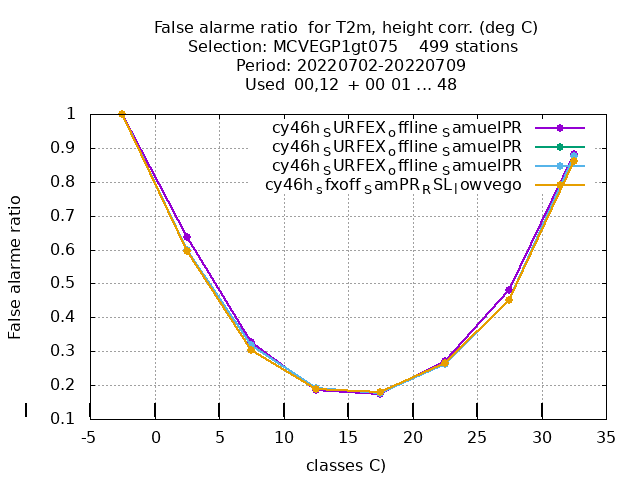 False alarme ratio  for T2m, height corr. (deg C)
Selection: MCVEGP1gt075    499 stations
Period: 20220702-20220709
Used  00,12  + 00 01 ... 48
cy46h_SURFEX_offline_SamuelPR
cy46h_SURFEX_offline_SamuelPR
cy46h_SURFEX_offline_SamuelPR
cy46h_sfxoff_SamPR_RSL_lowvego
False alarme ratio
1
0.9
0.8
0.7
0.6
0.5
0.4
0.3
0.2
0.1
-5 0 5 10 15 20 25 30 35
classes C)